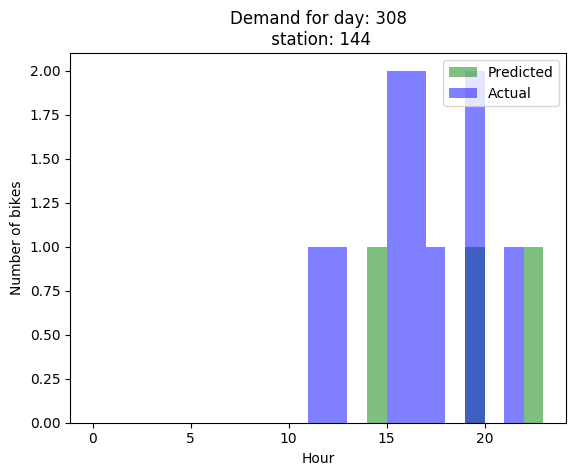 Demand for day: 308
station: 144
Predicted
Actual
2.00
1.75
1.50
1.25
1.00
0.75
0.50
0.25
0.00
Number of bikes
0 5 10 15 20
Hour